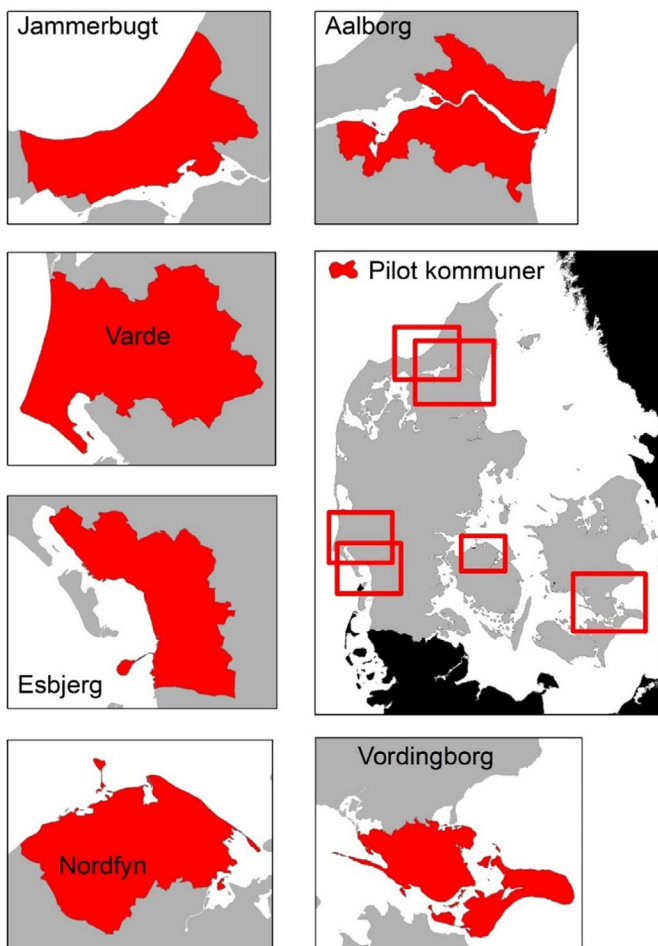 Jammerbugt
Aalborg
Varde
Pilot kommuner
Esbjerg
Nordfyn
Vordingborg